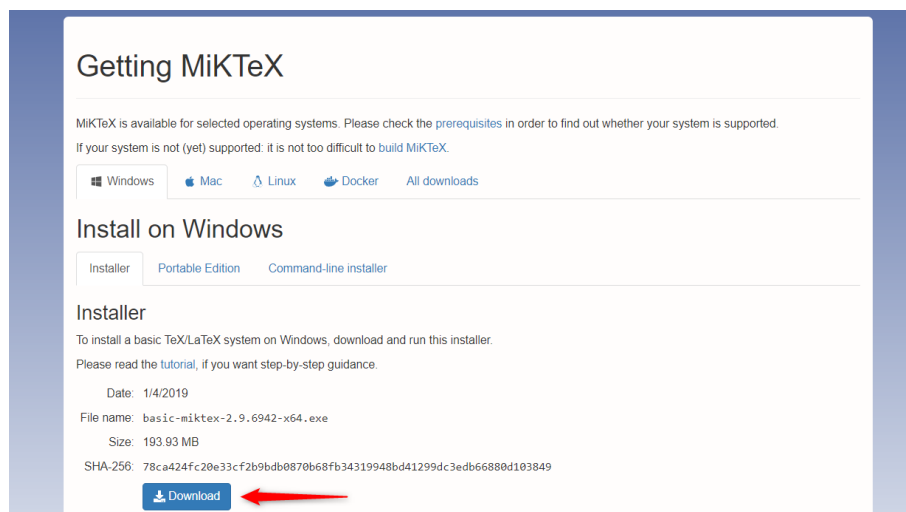 Getting MiKTeX
MiKTeX is available for selected operating systems. Please check the prerequisites in order to find out whether your system is supported.
If your system is not (yet) supported: it is not too difficult to build MiKTeX.
Windows Mac Linux Docker All downloads
Install on Windows
Installer Portable Edition Command-line installer
Installer
To install a basic TeX/LaTeX system on Windows, download and run this installer.
Please read the tutorial, if you want step-by-step guidance.
Date: 1/4/2019
File name: basic-miktex-2.9.6942-x64.exe
Size: 193.93 MB
SHA-256: 78ca424fc20e33cf2b9bdb0870b68fb34319948bd41299dc3edb66880d103849
Download